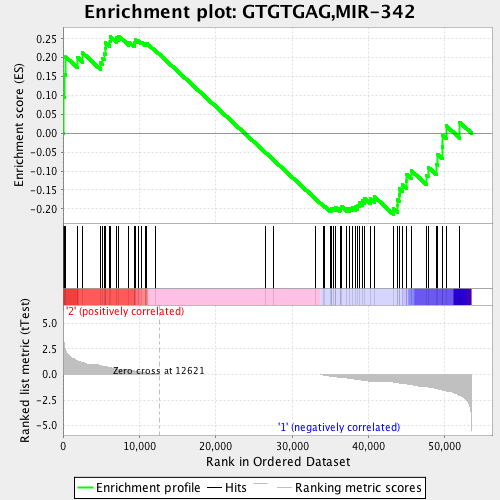 Enrichment plot: GTGTGAG,MIR-342
Enrichment score (ES)
0.25
0.20
0.15
0.10
0.05
0.00
-0.05
-0.10
-0.15
-0.20
'2' (positively correlated)
Ranked list metric (tTest)
5.0
2.5
0.0
-2.5
-5.0
Zero cross at 12621
'1' (negatively correlated)
0 10,000 20,000 30,000 40,000 50,000
Rank in Ordered Dataset
Enrichment profile Hits Ranking metric scores